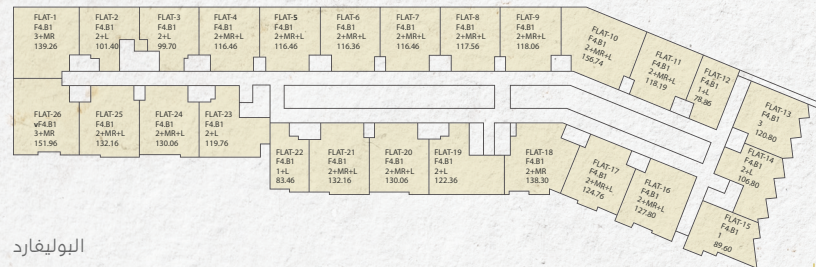 FLAT-1
F4.B1
3+MR
139.26
FLAT-2
F4.B1
2+MR+L
101.40
FLAT-3
F4.B1
2+L
99.70
FLAT-4
F4.B1
2+MR+L
116.46
FLAT-5
F4.B1
2+MR+L
116.46
FLAT-6
F4.B1
2+MR+L
116.36
FLAT-7
F4.B1
2+MR+L
116.46
FLAT-8
F4.B1
2+MR+L
117.56
FLAT-9
F4.B1
2+MR+L
118.06
FLAT-10
F4.B1
2+MR+L
156.74
FLAT-11
F4.B1
2+MR+L
118.19
FLAT-12
F4.B1
1+L
78.86
FLAT-13
F4.B1
3
120.80
FLAT-14
F4.B1
2+L
106.80
FLAT-15
F4.B1
1
89.60
FLAT-26
vF4.B1
3+MR
151.96
FLAT-25
F4.B1
2+MR+L
132.16
FLAT-24
F4.B1
2+MR+L
130.06
FLAT-23
F4.B1
2+L
119.76
FLAT-22
F4.B1
1+L
83.46
FLAT-21
F4.B1
2+MR+L
132.16
FLAT-20
F4.B1
2+MR+L
130.06
FLAT-19
F4.B1
2+L
122.36
FLAT-18
F4.B1
2+MR
138.30
FLAT-17
F4.B1
2+MR+L
124.76
FLAT-16
F4.B1
2+MR+L
127.80
البوليفارد